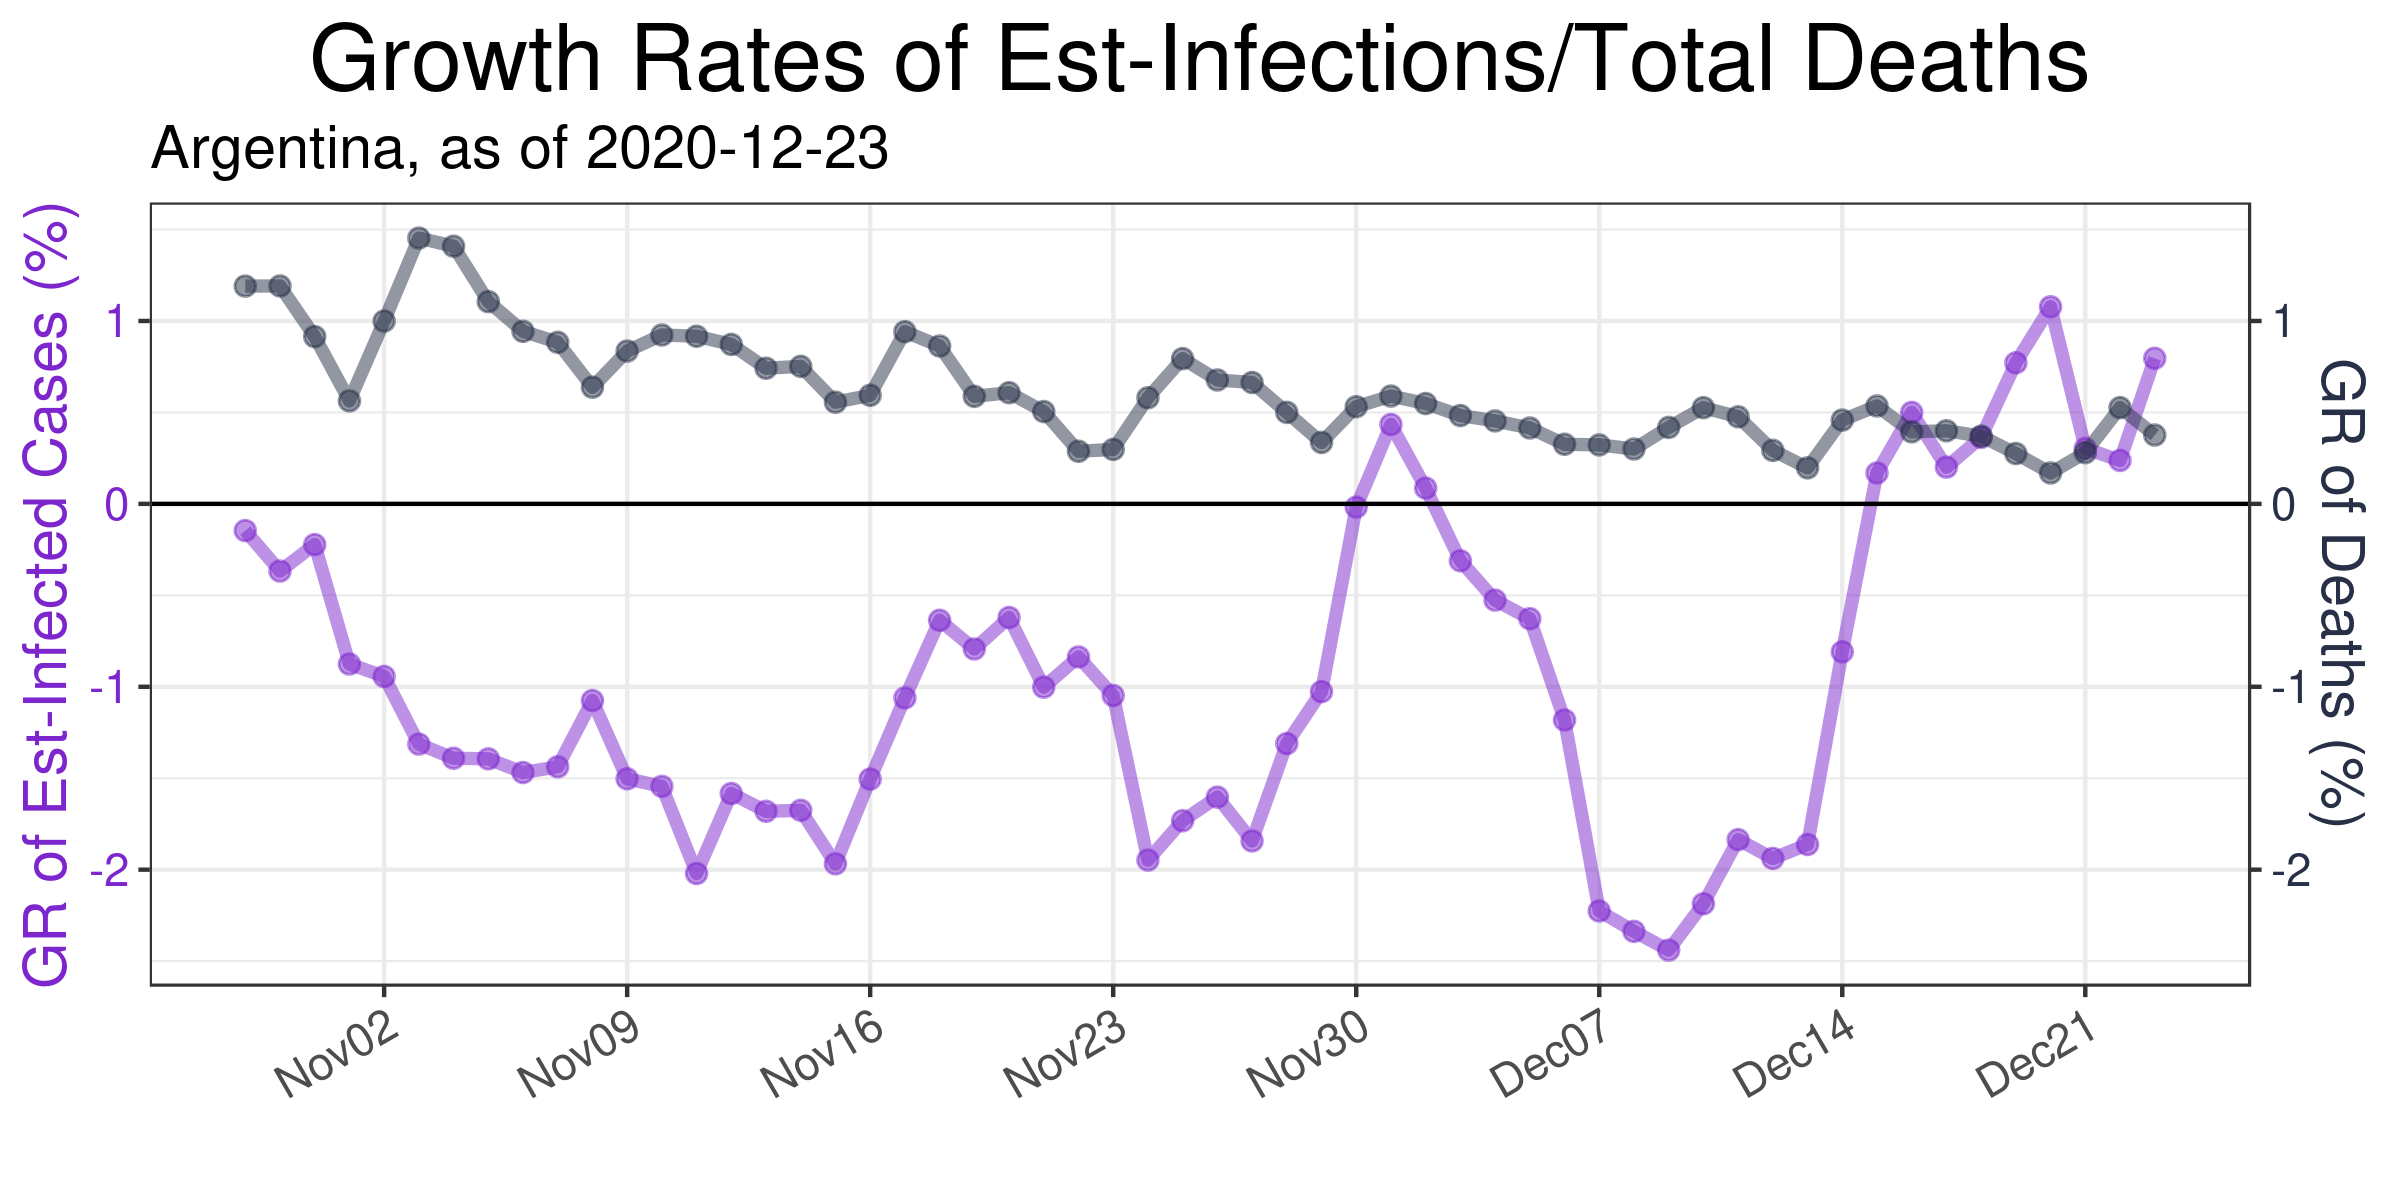 Growth Rates of Est-Infections/Total Deaths
Argentina, as of 2020-12-23
GR of Est-Infected Cases (%)
1
0
-1
-2
1
0
-1
-2
GR of Deaths (%)
Nov02
Nov09
Nov16
Nov23
Nov30
Dec07
Dec14
Dec21